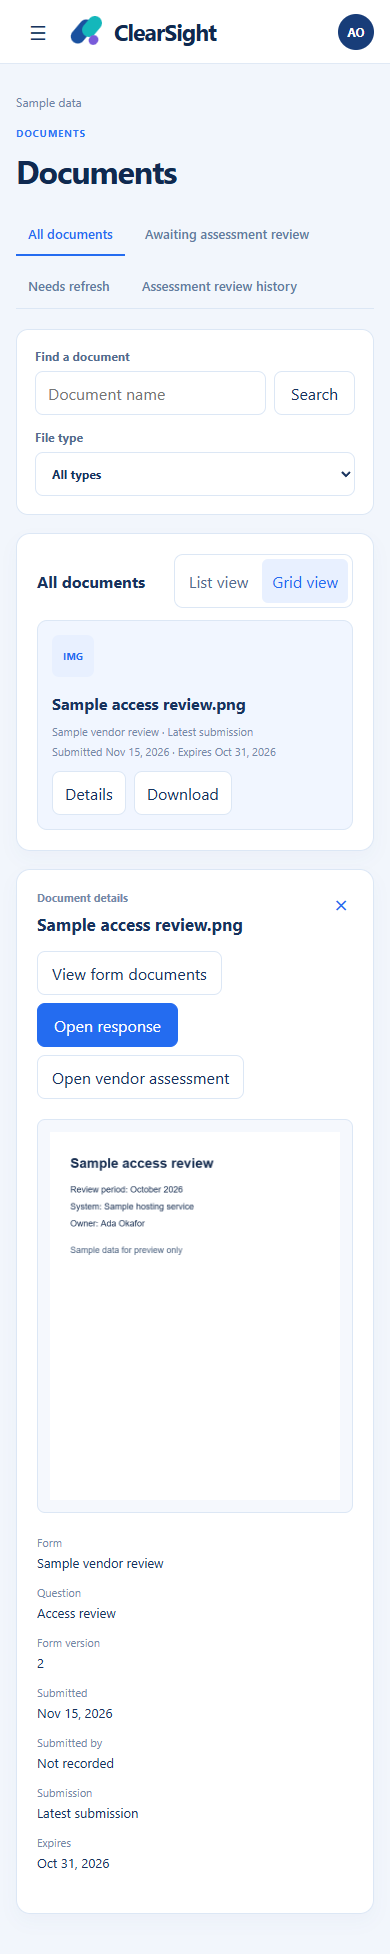 ClearSight
AO
Sample data
DOCUMENTS
Documents
All documents
Awaiting assessment review
Needs refresh
Assessment review history
Find a document
Document name
Search
File type
All types
All documents
List view
Grid view
IMG
Sample access review.png
Sample vendor review · Latest submission
Submitted Nov 15, 2026 · Expires Oct 31, 2026
Details
Download
Document details
Sample access review.png
View form documents
Open response
Open vendor assessment
Sample access review
Review period: October 2026
System: Sample hosting service
Owner: Ada Okafor
Sample data for preview only
Form
Sample vendor review
Question
Access review
Form version
2
Submitted
Nov 15, 2026
Submitted by
Not recorded
Submission
Latest submission
Expires
Oct 31, 2026